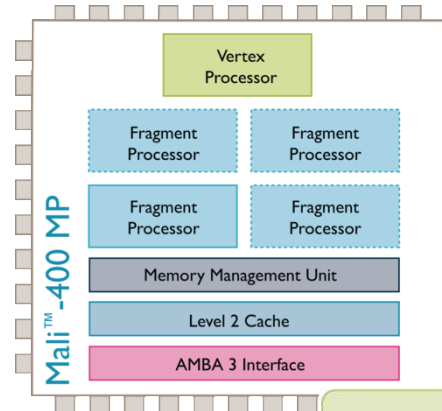 Vertex
Processor
Fragment
Processor
Fragment
Processor
Fragment
Processor
Fragment
Processor
Memory Management Unit
Level 2 Cache
AMBA 3 Interface
Mali™-400 MP